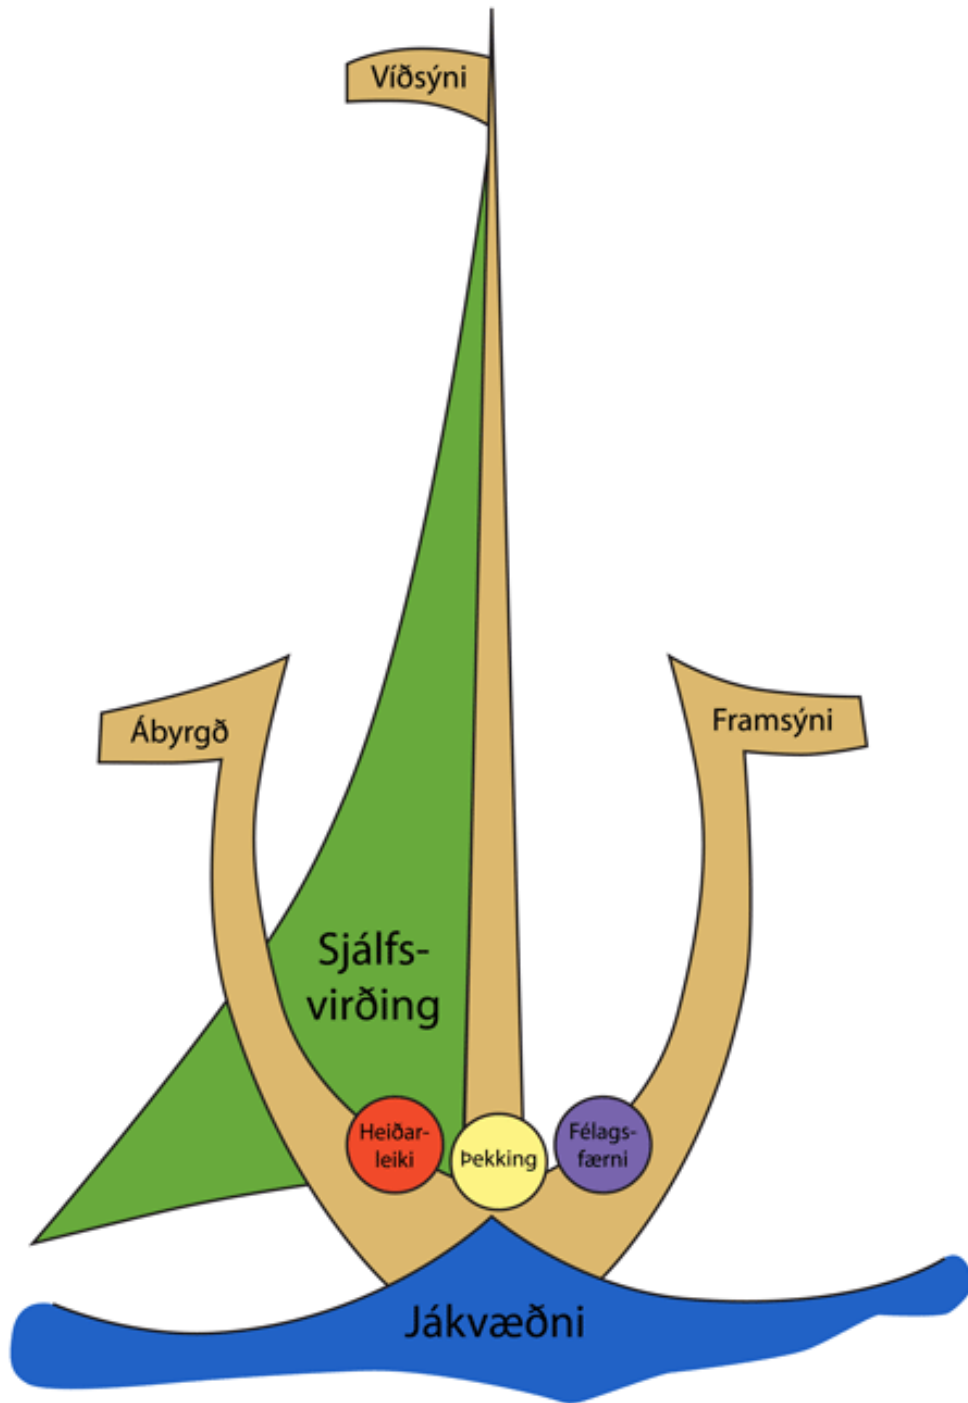 Víðsýni
Ábyrgð
Framsýni
Sjálfs-
virðing
Heiðar-
leiki
Þekking
Félags-
færni
Jákvæðni